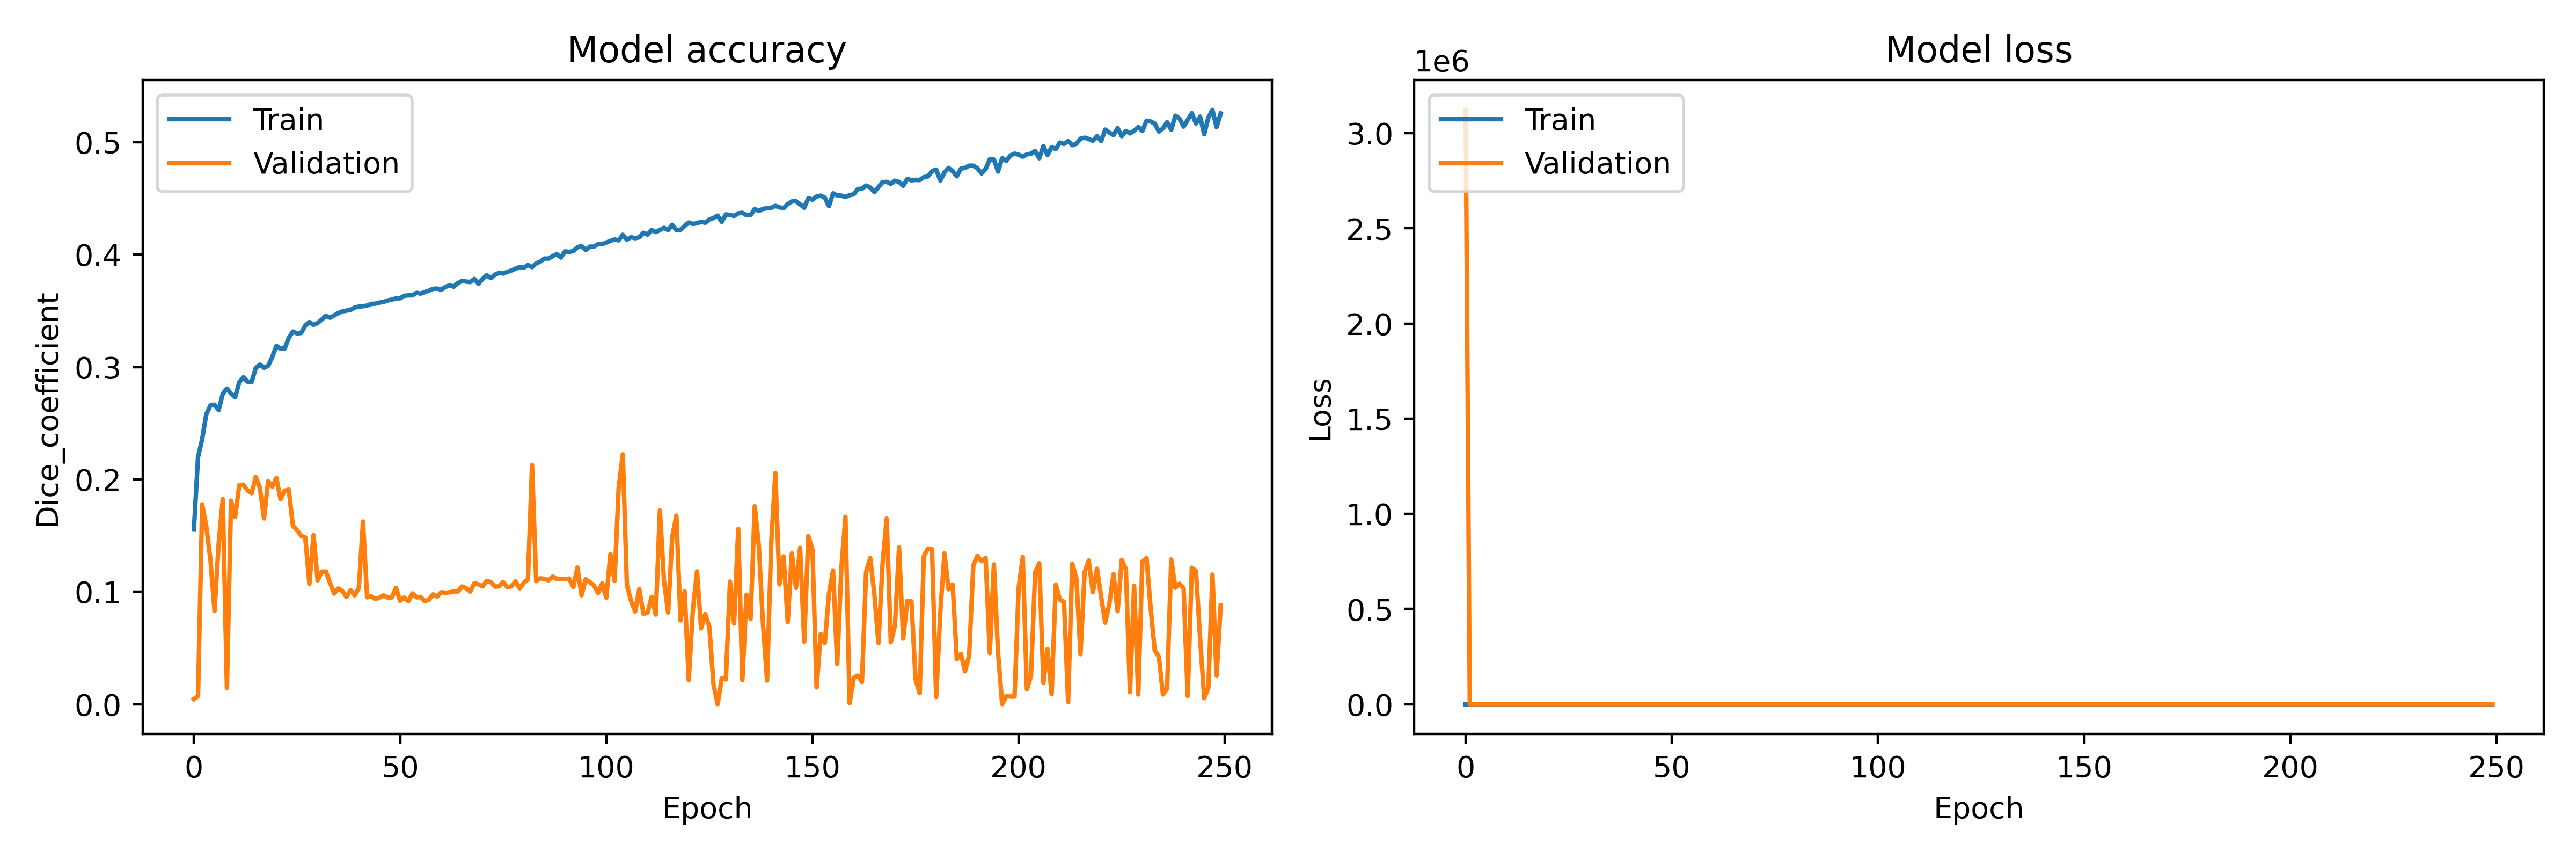 Model accuracy
Train
Validation
Dice_coefficient
0.5
0.4
0.3
0.2
0.1
0.0
0 50 100 150 200 250
Epoch
Model loss
1e6
Train
Validation
Loss
3.0
2.5
2.0
1.5
1.0
0.5
0.0
0 50 100 150 200 250
Epoch